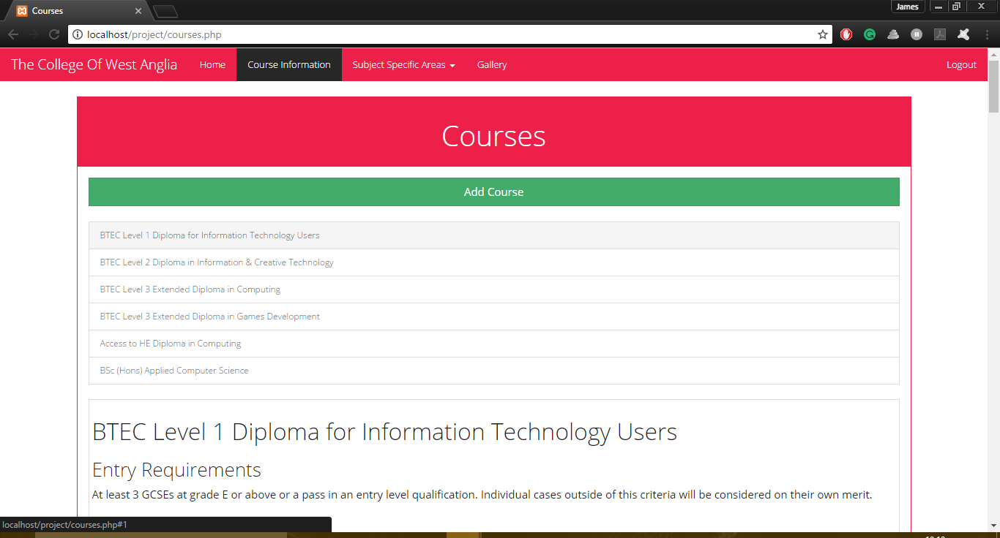 Courses
James
localhost/project/courses.php
The College Of West Anglia Home Course Information Subject Specific Areas Gallery Logout
Courses
Add Course
BTEC Level 1 Diploma for Information Technology Users
BTEC Level 2 Diploma in Information & Creative Technology
BTEC Level 3 Extended Diploma in Computing
BTEC Level 3 Extended Diploma in Games Development
Access to HE Diploma in Computing
BSc (Hons) Applied Computer Science
BTEC Level 1 Diploma for Information Technology Users
Entry Requirements
At least 3 GCSEs at grade E or above or a pass in an entry level qualification. Individual cases outside of this criteria will be considered on their own merit.
localhost/project/courses.php#1